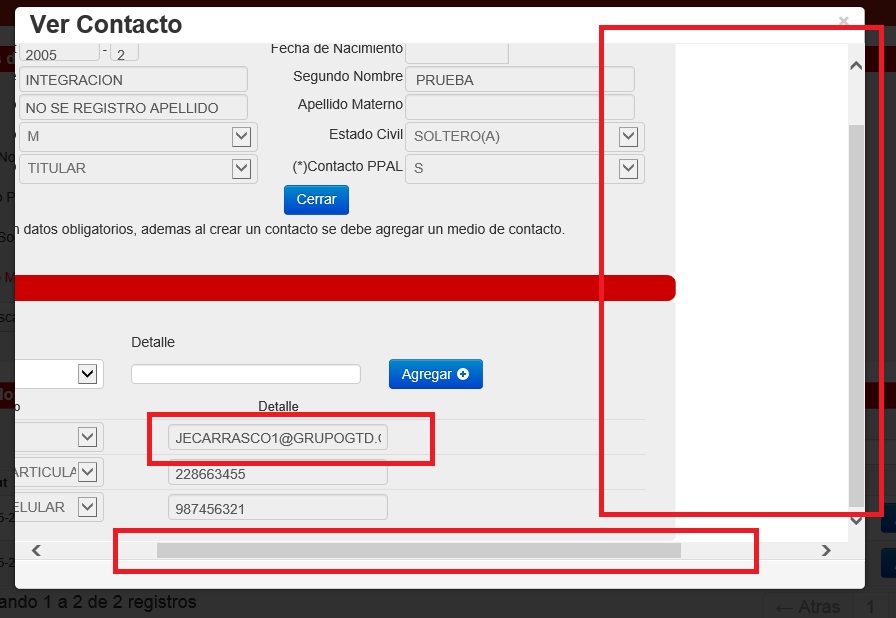 Ver Contacto ×
2005 - 2 Fecha de Nacimiento
INTEGRACION Segundo Nombre PRUEBA
NO SE REGISTRO APELLIDO Apellido Materno
M Estado Civil SOLTERO(A)
TITULAR (*)Contacto PPAL S
Cerrar
n datos obligatorios, ademas al crear un contacto se debe agregar un medio de contacto.
Detalle
Agregar
Detalle
JECARRASCO1@GRUPOGTD.
ARTICULA 228663455
ELULAR 987456321
ando 1 a 2 de 2 registros
← Atras 1